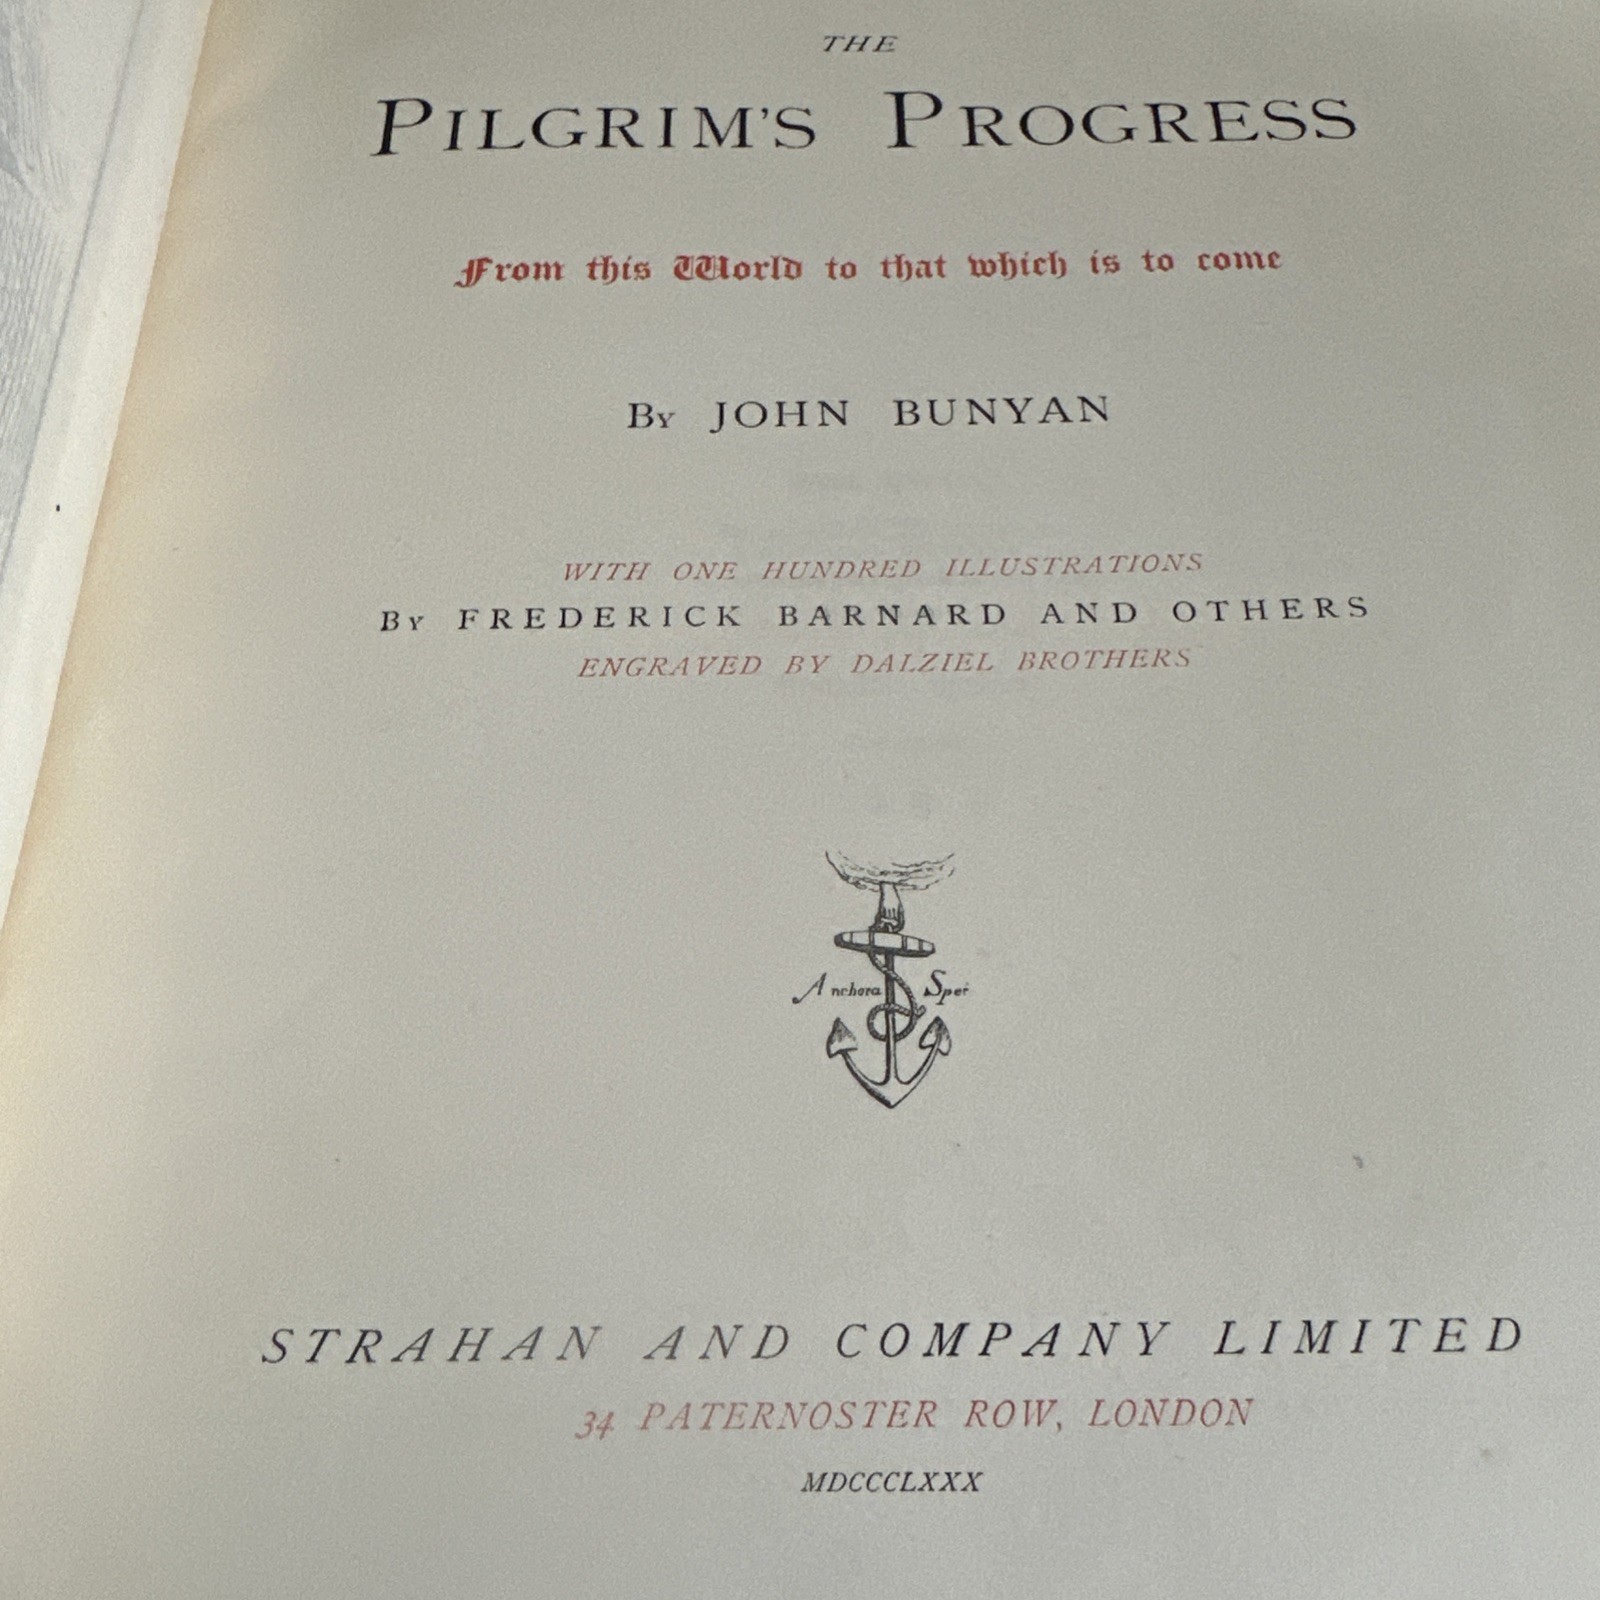 THE
PILGRIM'S PROGRESS
From this World to that which is to come
By JOHN BUNYAN
WITH ONE HUNDRED ILLUSTRATIONS
By FREDERICK BARNARD AND OTHERS
ENGRAVED BY DALZIEL BROTHERS
Anchora Spei
STRAHAN AND COMPANY LIMITED
34 PATERNOSTER ROW, LONDON
MDCCCLXXX